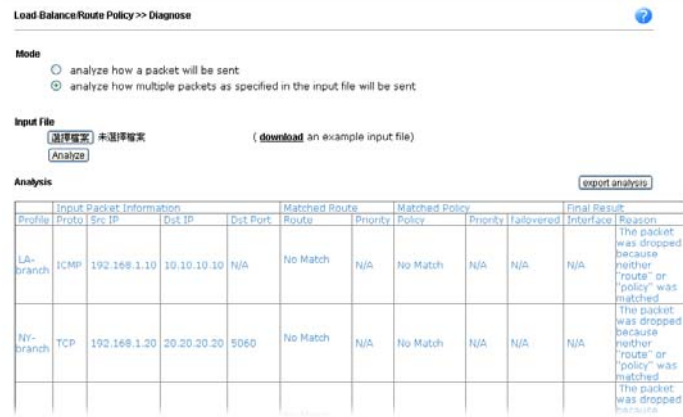 Load-Balance/Route Policy >> Diagnose
Mode
analyze how a packet will be sent
analyze how multiple packets as specified in the input file will be sent
Input File
選擇檔案 未選擇檔案 ( download an example input file)
Analyze
Analysis export analysis
Input Packet Information Matched Route Matched Policy Final Result
Profile Proto Src IP Dst IP Dst Port Route Priority Policy Priority failovered Interface Reason
LA-branch ICMP 192.168.1.10 10.10.10.10 N/A No Match N/A No Match N/A N/A N/A The packet was dropped because neither "route" or "policy" was matched
NY-branch TCP 192.168.1.20 20.20.20.20 5060 No Match N/A No Match N/A N/A N/A The packet was dropped because neither "route" or "policy" was matched
The packet
was dropped
because